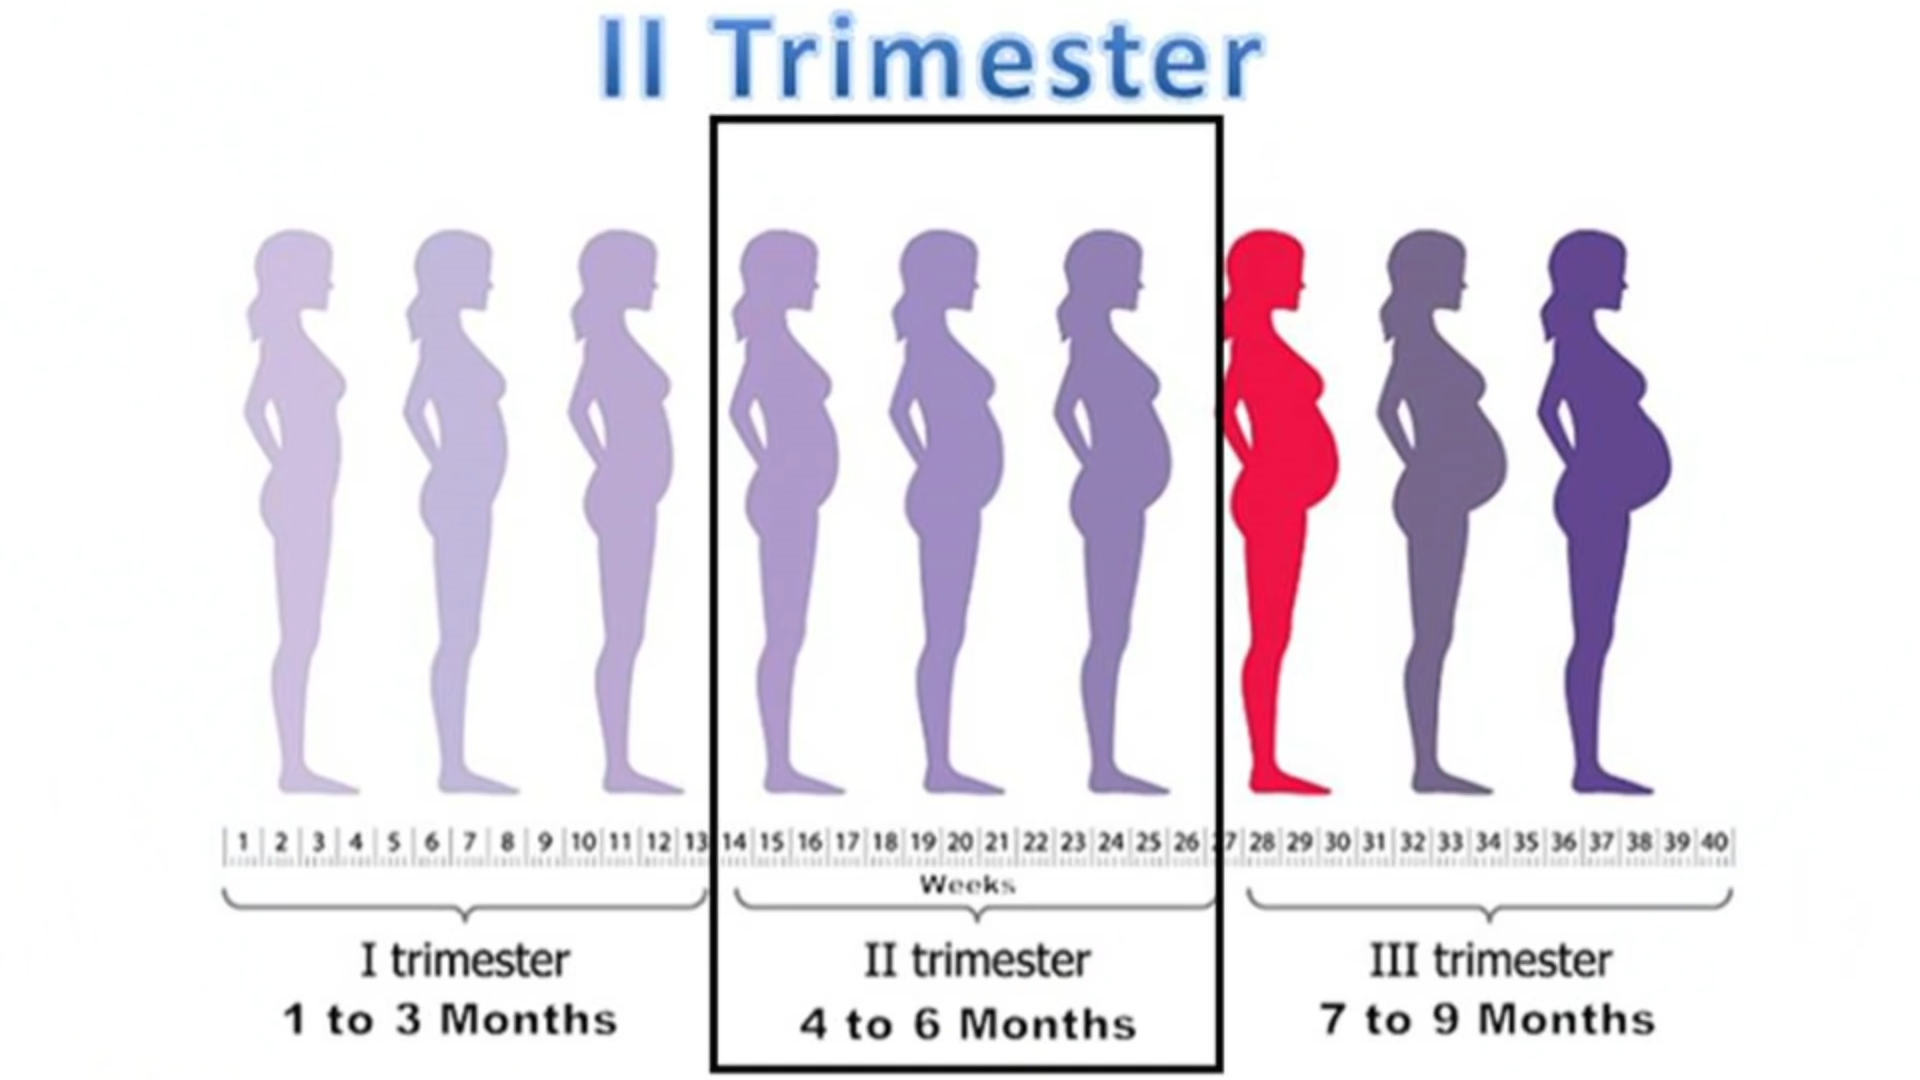 II Trimester
1 2 3 4 5 6 7 8 9 10 11 12 13 14 15 16 17 18 19 20 21 22 23 24 25 26 27 28 29 30 31 32 33 34 35 36 37 38 39 40
Weeks
I trimester
1 to 3 Months
II trimester
4 to 6 Months
III trimester
7 to 9 Months